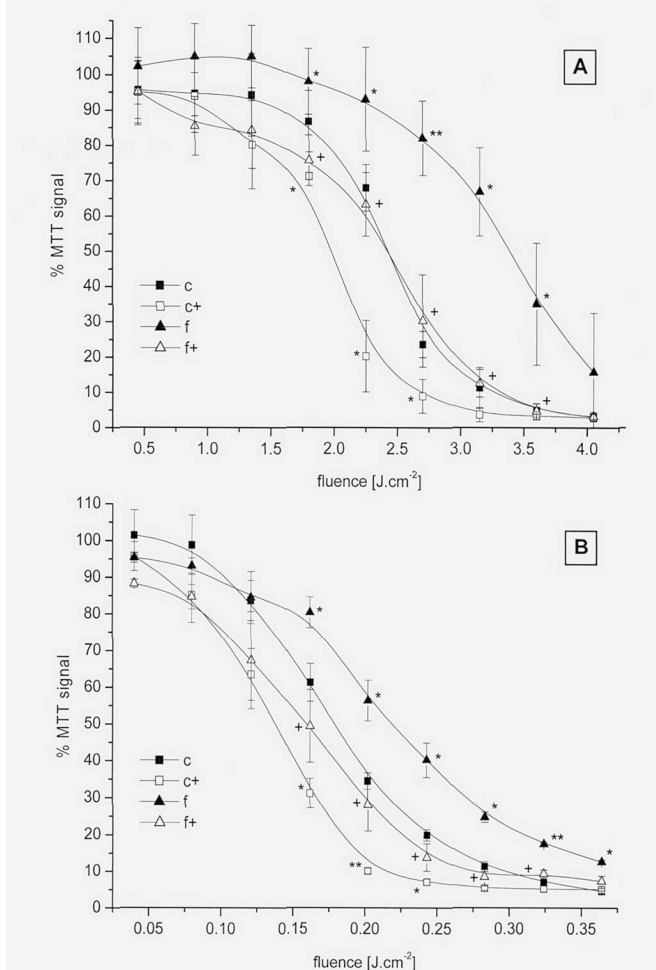 110
100
90
80
70
60
50
40
30
20
10
0
% MTT signal
A
* * ** * *
+ + + + +
* * *
c
c+
f
f+
0.5 1.0 1.5 2.0 2.5 3.0 3.5 4.0
fluence [J.cm-2]
110
100
90
80
70
60
50
40
30
20
10
0
% MTT signal
B
* * * * ** *
+ + + + +
* ** *
c
c+
f
f+
0.05 0.10 0.15 0.20 0.25 0.30 0.35
fluence [J.cm-2]